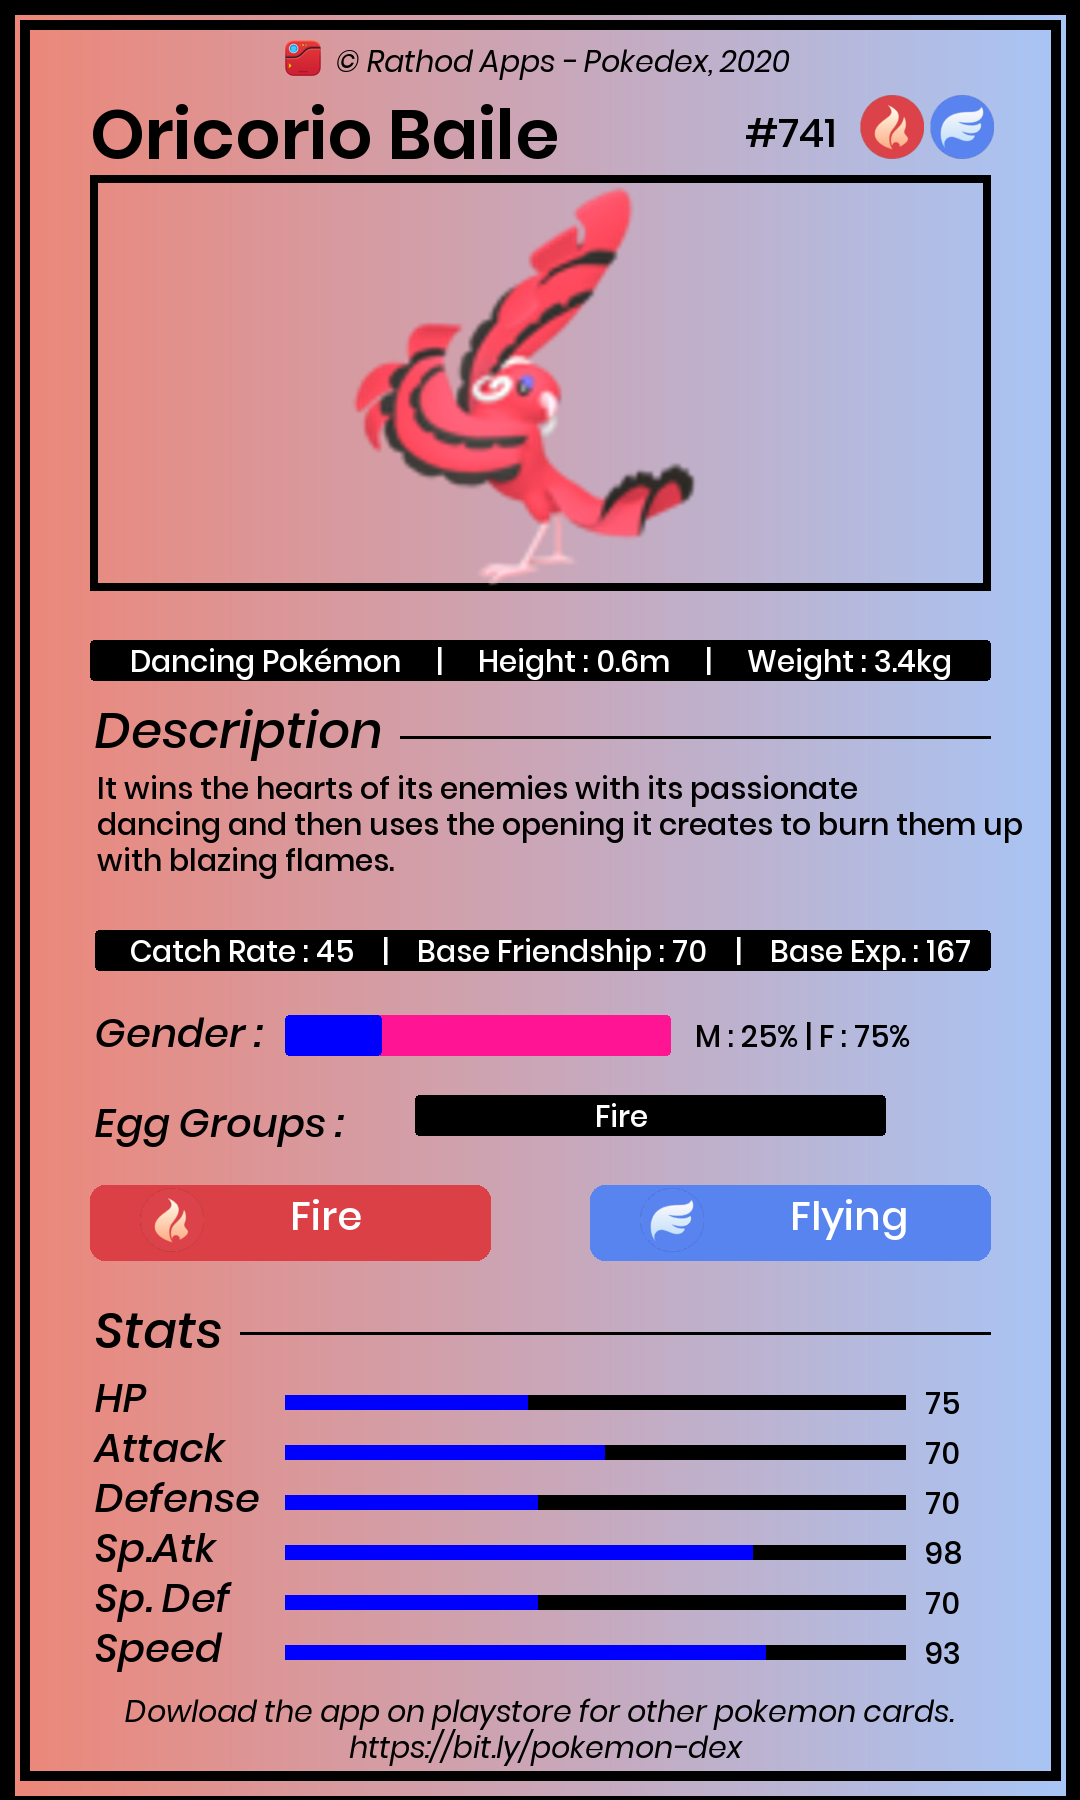 © Rathod Apps - Pokedex, 2020
Oricorio Baile #741
Dancing Pokémon | Height : 0.6m | Weight : 3.4kg
Description
It wins the hearts of its enemies with its passionate
dancing and then uses the opening it creates to burn them up
with blazing flames.
Catch Rate : 45 | Base Friendship : 70 | Base Exp. : 167
Gender : M : 25% | F : 75%
Egg Groups : Fire
Fire Flying
Stats
HP 75
Attack 70
Defense 70
Sp.Atk 98
Sp. Def 70
Speed 93
Dowload the app on playstore for other pokemon cards.
https://bit.ly/pokemon-dex